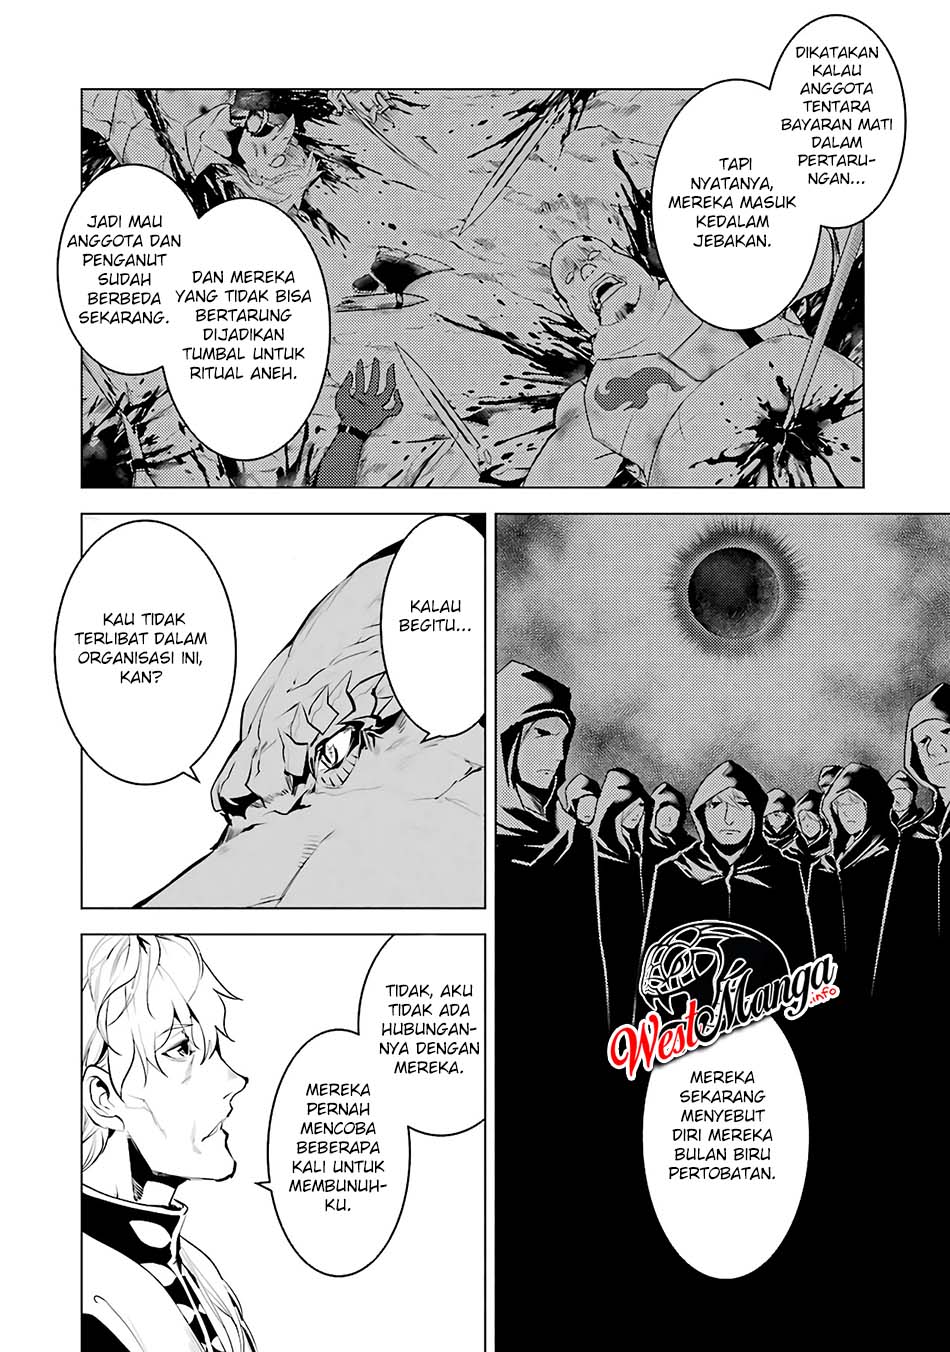 DIKATAKAN
KALAU
ANGGOTA
TENTARA
BAYARAN MATI
DALAM
PERTARU-
NGAN...
TAPI
NYATANYA,
MEREKA MASUK
KEDALAM
JEBAKAN.
DAN MEREKA
YANG TIDAK BISA
BERTARUNG
DIJADIKAN
TUMBAL UNTUK
RITUAL ANEH.
JADI MAU
ANGGOTA DAN
PENGANUT
SUDAH
BERBEDA
SEKARANG.
WestManga
.info
MEREKA
SEKARANG
MENYEBUT
DIRI MEREKA
BULAN BIRU
PERTOBATAN.
KALAU
BEGITU...
KAU TIDAK
TERLIBAT DALAM
ORGANISASI INI,
KAN?
TIDAK, AKU
TIDAK ADA
HUBUNGAN-
NYA DENGAN
MEREKA.
MEREKA
PERNAH
MENCOBA
BEBERAPA
KALI UNTUK
MEMBUNUH-
KU.